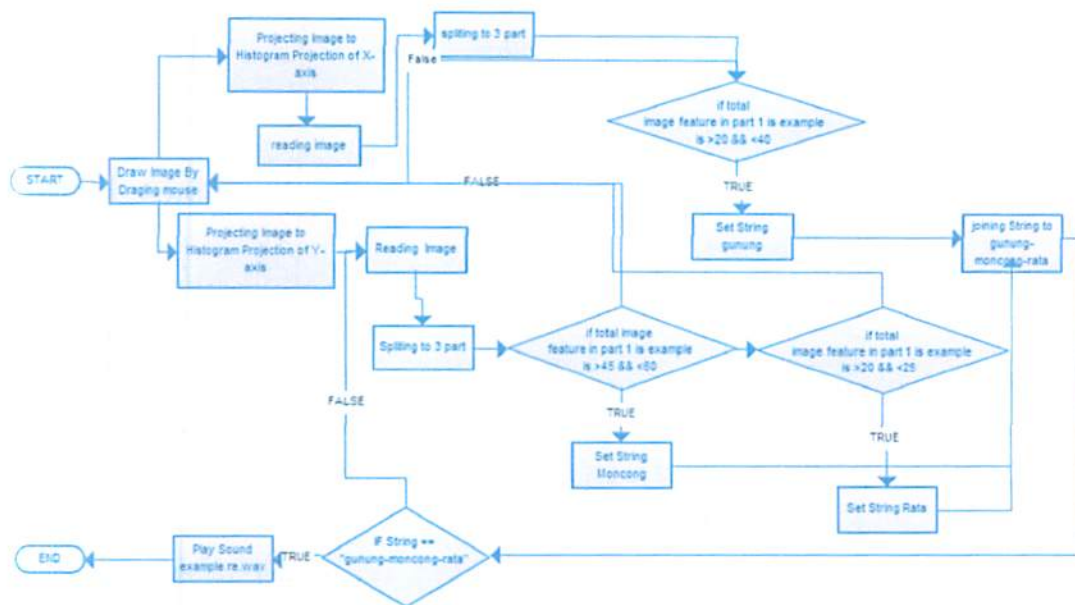 Projecting Image to
Histogram Projection of X-
axis
spliting to 3 part
False
reading image
if total
image feature in part 1 is example
is >20 && <40
START
Draw Image By
Draping mouse
FALSE
TRUE
Projecting Image to
Histogram Projection of Y-
axis
Reading Image
Set String
gunung
joining String to
gunung-
moncong-rata
Spliting to 3 part
if total image
feature in part 1 is example
is >45 && <60
if total
image feature in part 1 is example
is >20 && <25
FALSE
TRUE
TRUE
Set String
Moncong
Set String Rata
END
Play Sound
example re.wav
TRUE
IF String ==
"gunung-moncong-rata"